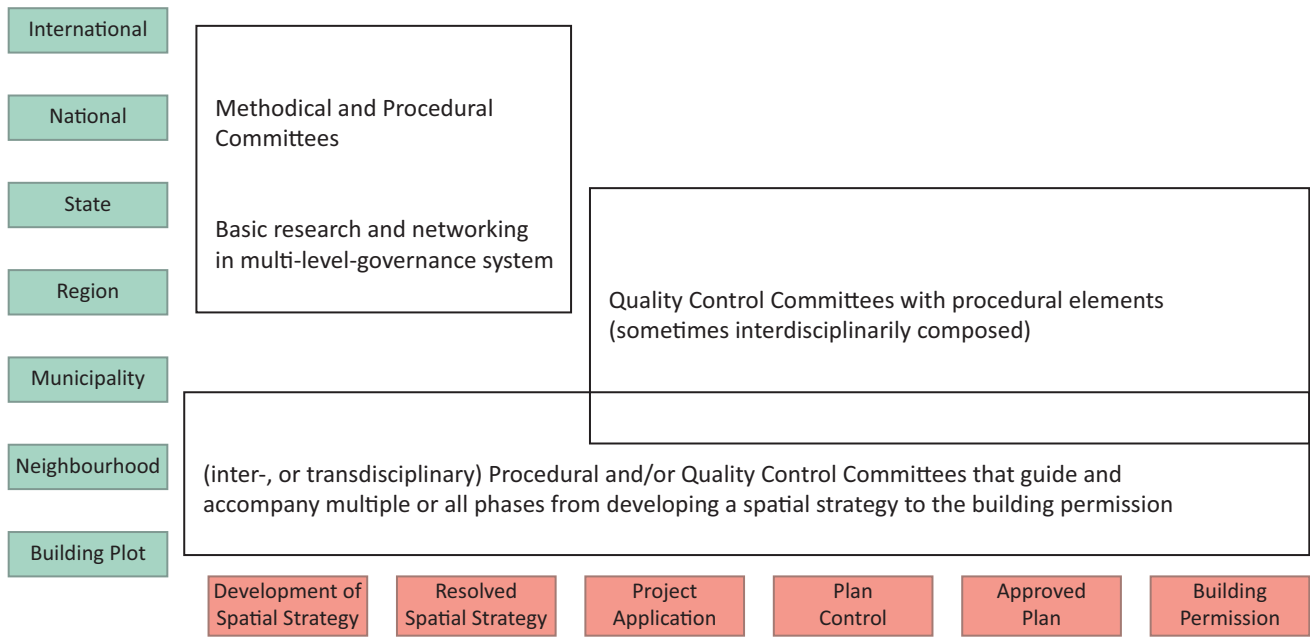 International
National
State
Region
Municipality
Neighbourhood
Building Plot
Methodical and Procedural
Committees
Basic research and networking
in multi-level-governance system
Quality Control Committees with procedural elements
(sometimes interdisciplinarily composed)
(inter-, or transdisciplinary) Procedural and/or Quality Control Committees that guide and
accompany multiple or all phases from developing a spatial strategy to the building permission
Development of
Spatial Strategy
Resolved
Spatial Strategy
Project
Application
Plan
Control
Approved
Plan
Building
Permission